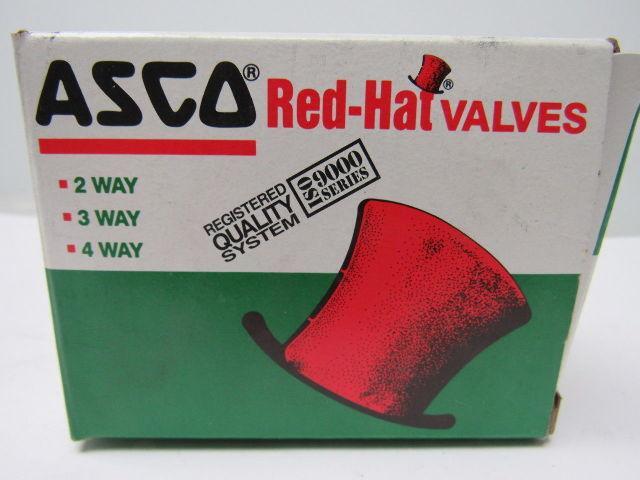 ASCO® Red-Hat® VALVES
2 WAY
3 WAY
4 WAY
REGISTERED
QUALITY
SYSTEM
ISO
9000
SERIES